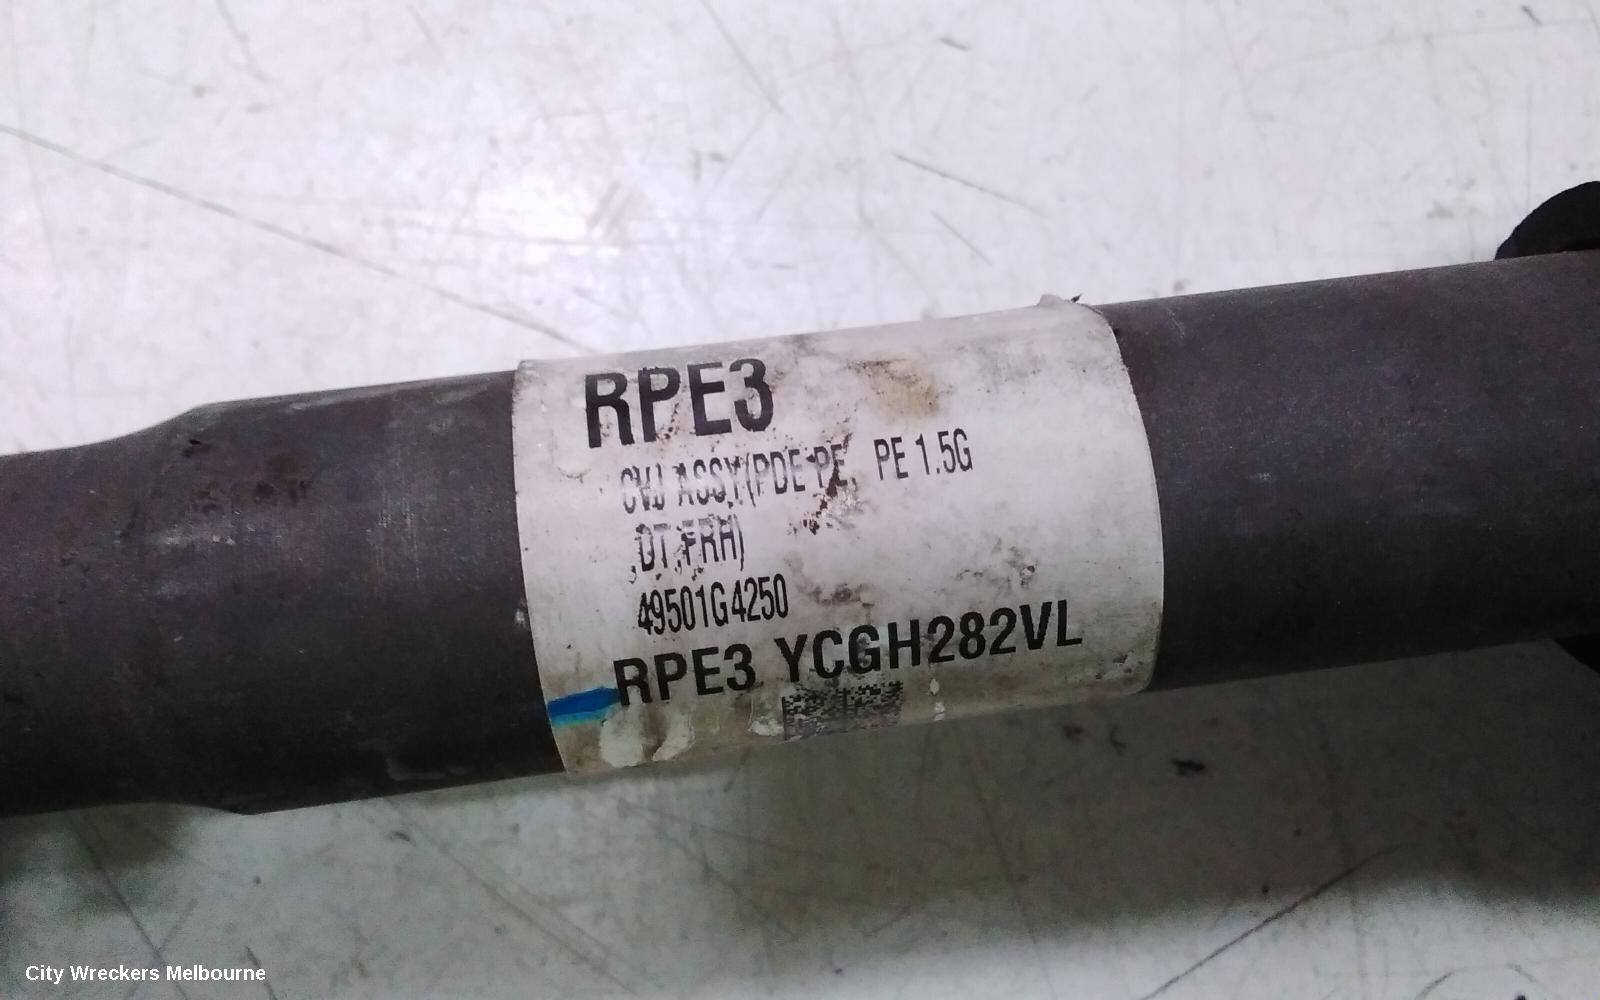 RPE3
CVJ ASSY(PDE PE, PE 1.5G
,DT,FRH)
49501G4250
RPE3 YCGH282VL
City Wreckers Melbourne